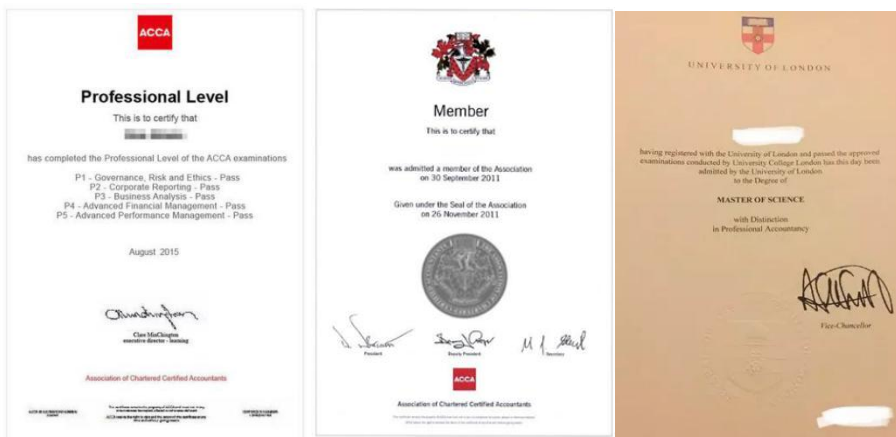 ACCA
Professional Level
This is to certify that
has completed the Professional Level of the ACCA examinations
P1 - Governance, Risk and Ethics - Pass
P2 - Corporate Reporting - Pass
P3 - Business Analysis - Pass
P4 - Advanced Financial Management - Pass
P5 - Advanced Performance Management - Pass
August 2015
executive director - learning
Association of Chartered Certified Accountants
Member
This is to certify that
was admitted a member of the Association
on 30 September 2011
Given under the Seal of the Association
on 26 November 2011
President
Deputy President
Secretary
ACCA
Association of Chartered Certified Accountants
UNIVERSITY OF LONDON
having registered with the University of London and passed the approved
examinations conducted by University College London has this day been
admitted by the University of London
to the Degree of
MASTER OF SCIENCE
with Distinction
in Professional Accountancy
Vice-Chancellor